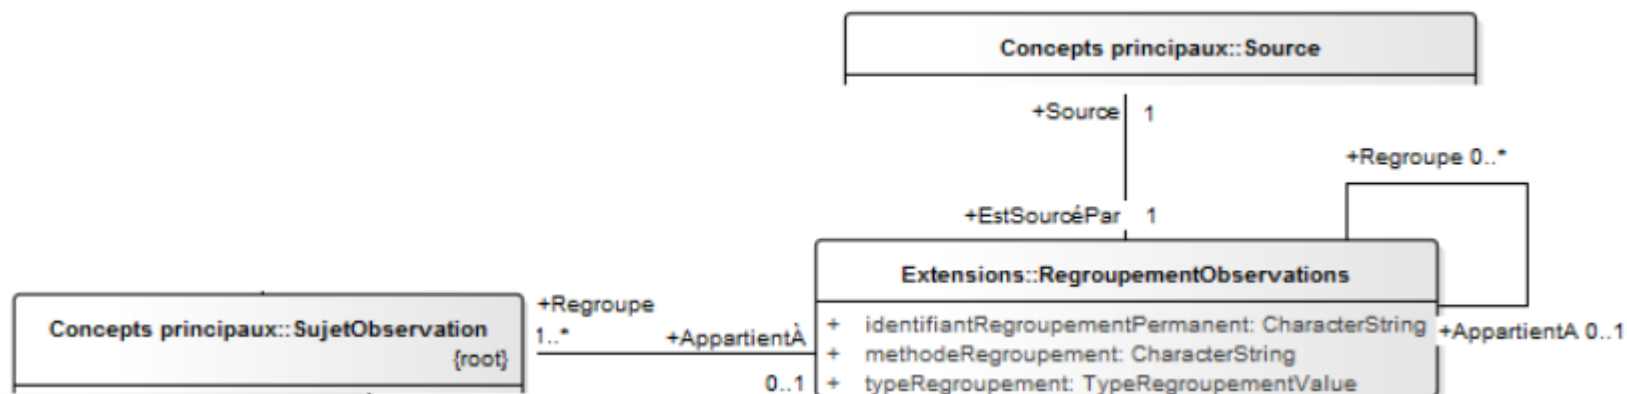 Concepts principaux::Source
+Source 1
+Regroupe 0..*
+EstSourcéPar 1
Extensions::RegroupementObservations
+ identifiantRegroupementPermanent: CharacterString
+ methodeRegroupement: CharacterString
+ typeRegroupement: TypeRegroupementValue
+AppartientA 0..1
Concepts principaux::SujetObservation
{root}
+Regroupe
1..*
+AppartientÀ
0..1